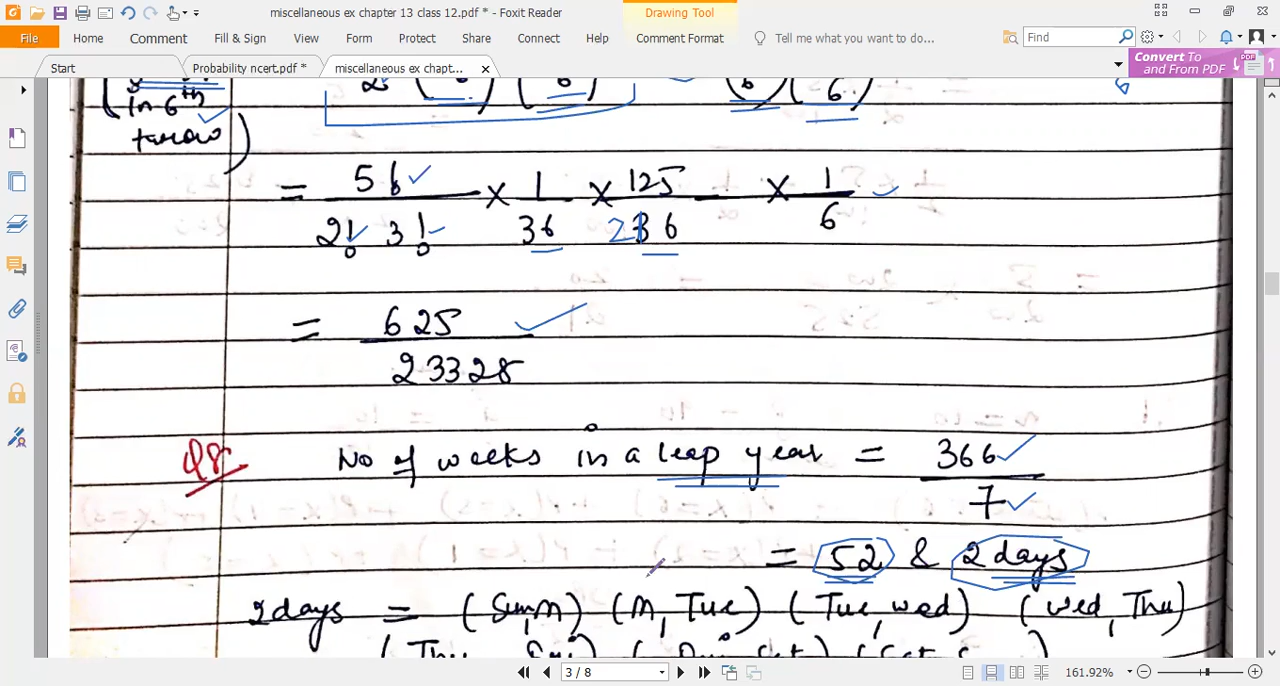 miscellaneous ex chapter 13 class 12.pdf * - Foxit Reader
Drawing Tool
File Home Comment Fill & Sign View Form Protect Share Connect Help Comment Format Tell me what you want to do... Find
Start Probability ncert.pdf * miscellaneous ex chapt... Convert To and From PDF
in 6th
throw)
= 5! / 2! 3! × 1/36 × 125/216 × 1/6
= 625/23328
Q8 No of weeks in a leap year = 366/7
= 52 & 2 days
2 days = (Sun, M) (M, Tue) (Tue, wed) (wed, Thu)
3 / 8 161.92%